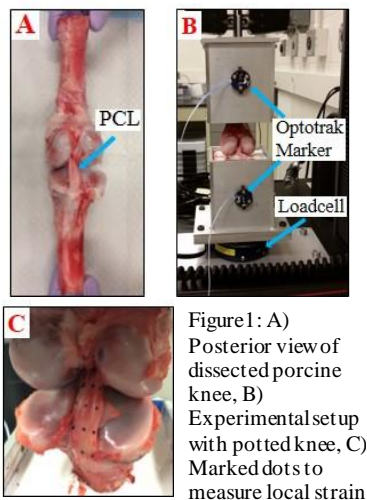 A
PCL
B
Optotrak
Marker
Loadcell
C
Figure1: A)
Posterior view of
dissected porcine
knee, B)
Experimental setup
with potted knee, C)
Marked dots to
measure local strain